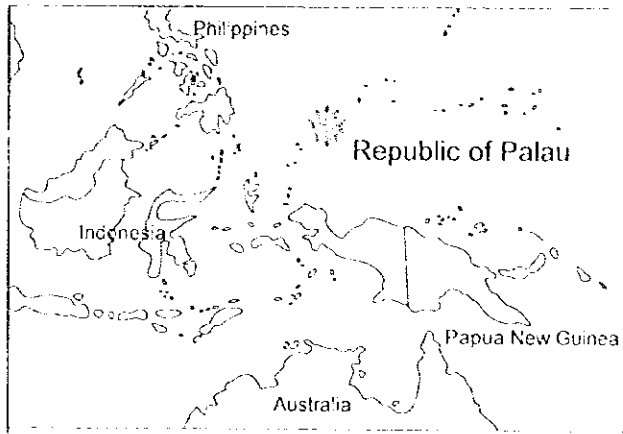 Philippines
Republic of Palau
Indonesia
Papua New Guinea
Australia